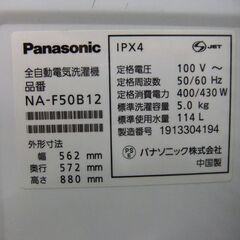 Panasonic
全自動電気洗濯機
品番
NA-F50B12
外形寸法
幅 562 mm
奥行 572 mm
高さ 880 mm
IPX4
S JET
定格電圧 100 V～
定格周波数 50/60 Hz
定格消費電力 400/430 W
標準洗濯容量 5.0 kg
標準使用水量 114 L
製造番号 1913304194
PS E
パナソニック株式会社
中国製